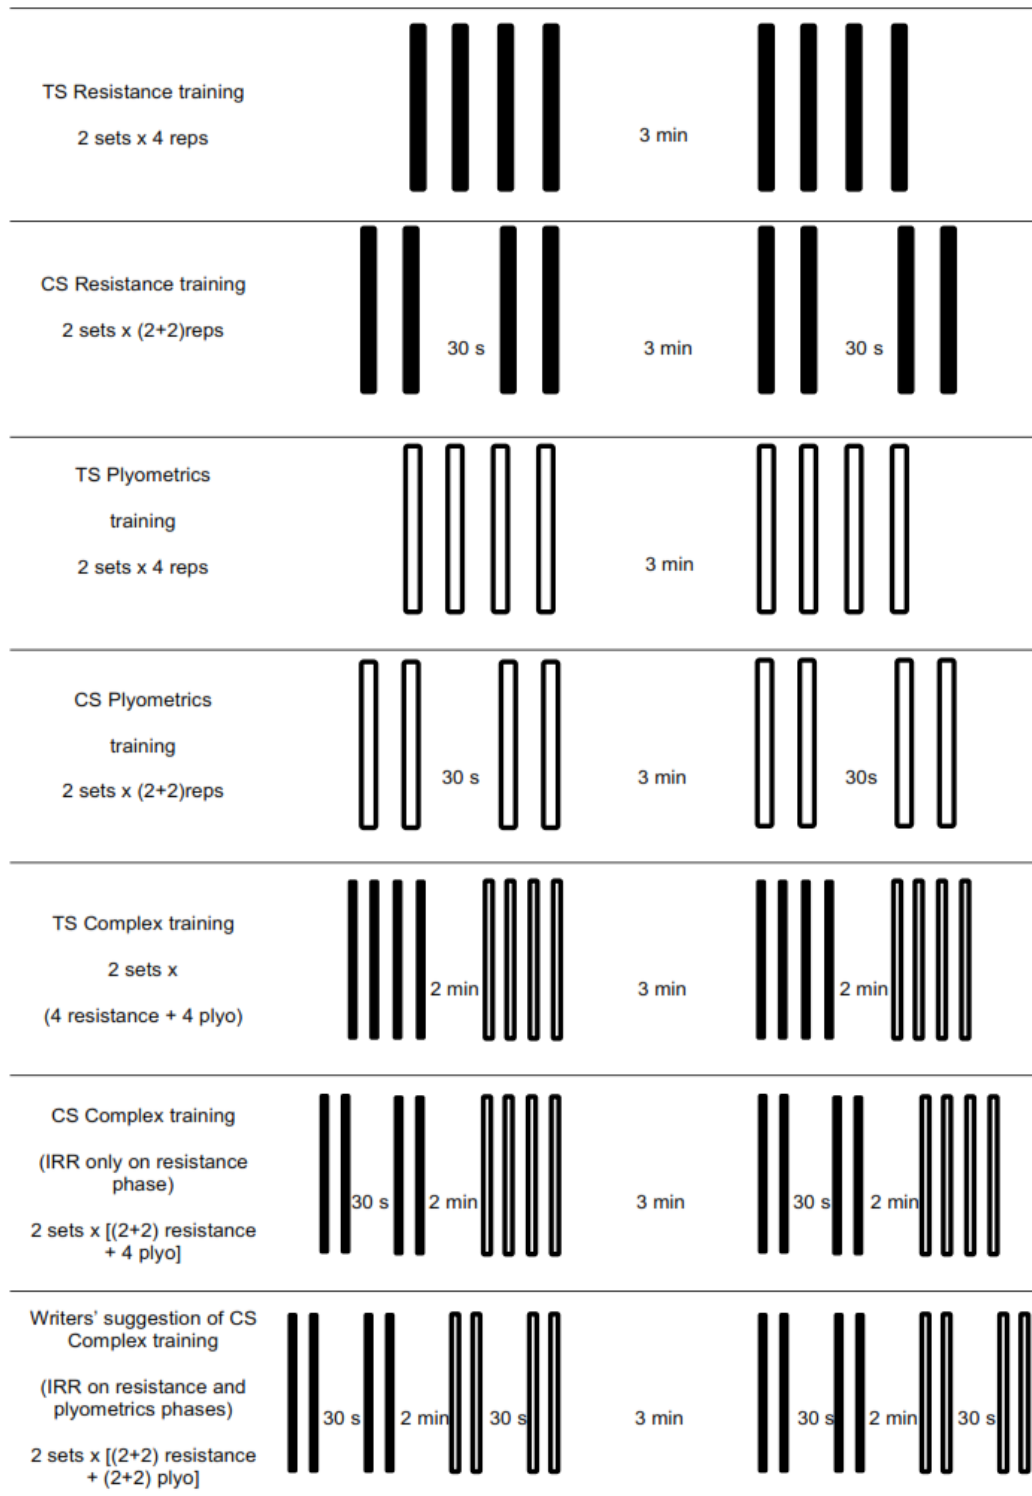 TS Resistance training
2 sets x 4 reps
3 min
CS Resistance training
2 sets x (2+2)reps
30 s
3 min
30 s
TS Plyometrics
training
2 sets x 4 reps
3 min
CS Plyometrics
training
2 sets x (2+2)reps
30 s
3 min
30s
TS Complex training
2 sets x
(4 resistance + 4 plyo)
2 min
3 min
2 min
CS Complex training
(IRR only on resistance
phase)
2 sets x [(2+2) resistance
+ 4 plyo]
30 s
2 min
3 min
30 s
2 min
Writers' suggestion of CS
Complex training
(IRR on resistance and
plyometrics phases)
2 sets x [(2+2) resistance
+ (2+2) plyo]
30 s
2 min
30 s
3 min
30 s
2 min
30 s